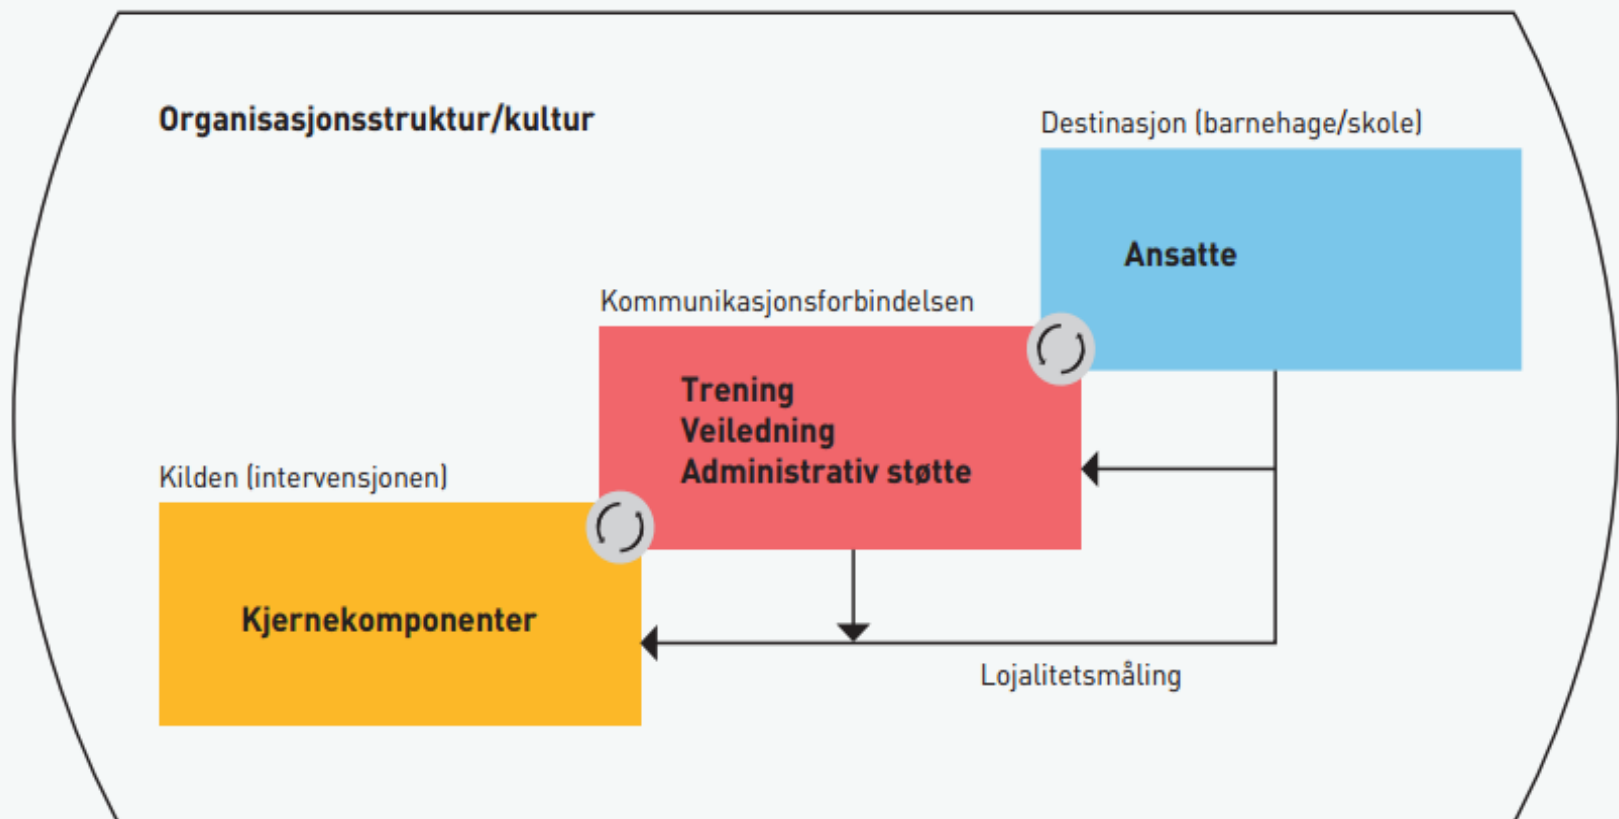 Organisasjonsstruktur/kultur
Destinasjon (barnehage/skole)
Ansatte
Kommunikasjonsforbindelsen
Trening
Veiledning
Administrativ støtte
Kilden (intervensjonen)
Kjernekomponenter
Lojalitetsmåling